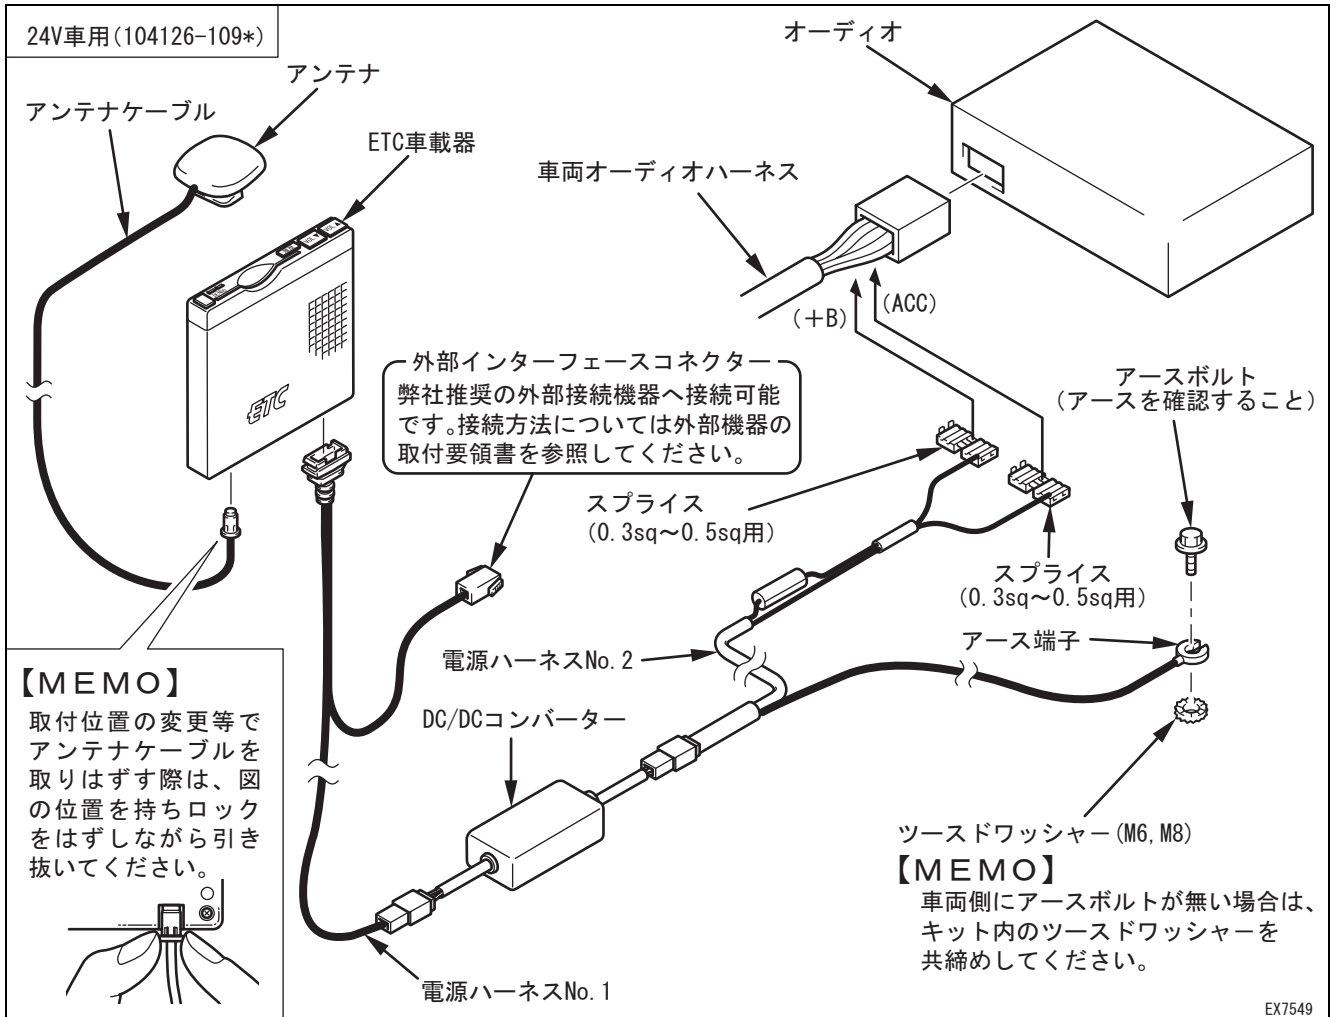 24V車用(104126-109*)
オーディオ
アンテナ
アンテナケーブル
ETC車載器
車両オーディオハーネス
VOL▼
VOL▲
ETC
(+B)
(ACC)
外部インターフェースコネクター
弊社推奨の外部接続機器へ接続可能
です。接続方法については外部機器の
取付要領書を参照してください。
アースボルト
(アースを確認すること)
スプライス
(0.3sq~0.5sq用)
スプライス
(0.3sq~0.5sq用)
アース端子
電源ハーネスNo.2
DC/DCコンバーター
【MEMO】
取付位置の変更等で
アンテナケーブルを
取りはずす際は、図
の位置を持ちロック
をはずしながら引き
抜いてください。
ツースドワッシャー(M6,M8)
【MEMO】
車両側にアースボルトが無い場合は、
キット内のツースドワッシャーを
共締めしてください。
電源ハーネスNo.1
EX7549